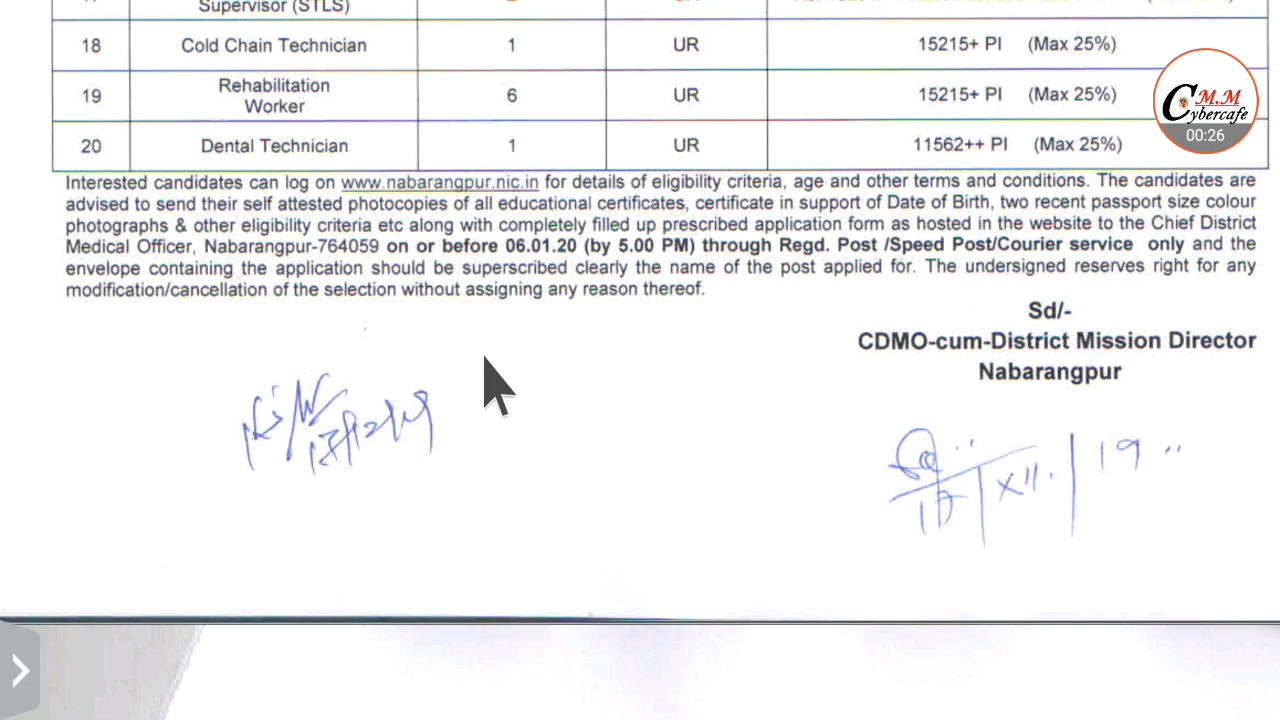 Supervisor (STLS)
18 Cold Chain Technician 1 UR 15215+ PI (Max 25%)
19 Rehabilitation Worker 6 UR 15215+ PI (Max 25%)
20 Dental Technician 1 UR 11562++ PI (Max 25%)
C M.M
ybercafe
00:26
Interested candidates can log on www.nabarangpur.nic.in for details of eligibility criteria, age and other terms and conditions. The candidates are
advised to send their self attested photocopies of all educational certificates, certificate in support of Date of Birth, two recent passport size colour
photographs & other eligibility criteria etc along with completely filled up prescribed application form as hosted in the website to the Chief District
Medical Officer, Nabarangpur-764059 on or before 06.01.20 (by 5.00 PM) through Regd. Post /Speed Post/Courier service only and the
envelope containing the application should be superscribed clearly the name of the post applied for. The undersigned reserves right for any
modification/cancellation of the selection without assigning any reason thereof.
Sd/-
CDMO-cum-District Mission Director
Nabarangpur
17/XII/19